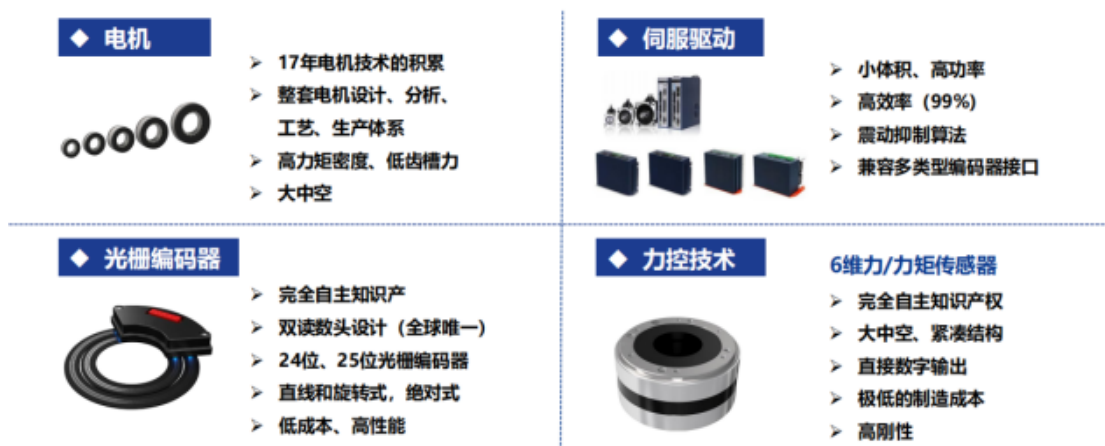 ◆ 电机
➢ 17年电机技术的积累
➢ 整套电机设计、分析、
工艺、生产体系
➢ 高力矩密度、低齿槽力
➢ 大中空
◆ 伺服驱动
➢ 小体积、高功率
➢ 高效率（99%)
➢ 震动抑制算法
➢ 兼容多类型编码器接口
◆ 光栅编码器
➢ 完全自主知识产
➢ 双读数头设计（全球唯一）
➢ 24位、25位光栅编码器
➢ 直线和旋转式，绝对式
➢ 低成本、高性能
◆ 力控技术
6维力/力矩传感器
➢ 完全自主知识产权
➢ 大中空、紧凑结构
➢ 直接数字输出
➢ 极低的制造成本
➢ 高刚性